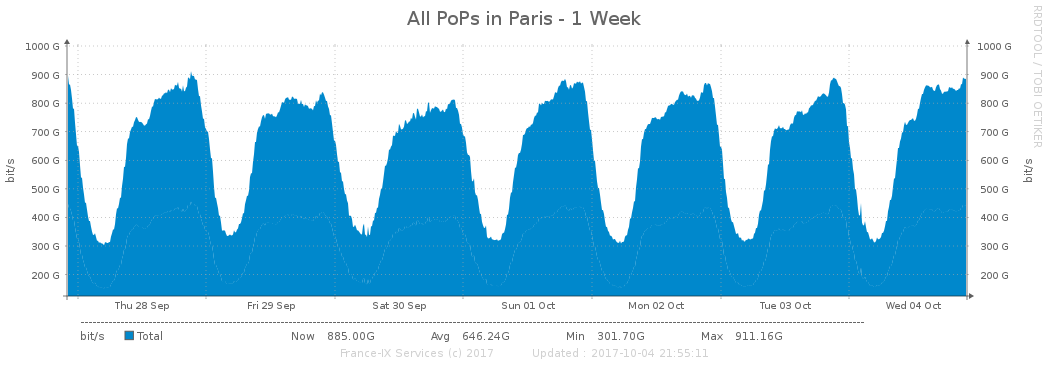 All PoPs in Paris - 1 Week
RRDTOOL / TOBI OETIKER
1000 G 1000 G
900 G 900 G
800 G 800 G
700 G 700 G
600 G 600 G
500 G 500 G
400 G 400 G
300 G 300 G
200 G 200 G
bit/s bit/s
Thu 28 Sep Fri 29 Sep Sat 30 Sep Sun 01 Oct Mon 02 Oct Tue 03 Oct Wed 04 Oct
bit/s Total Now 885.00G Avg 646.24G Min 301.70G Max 911.16G
France-IX Services (c) 2017 Updated : 2017-10-04 21:55:11